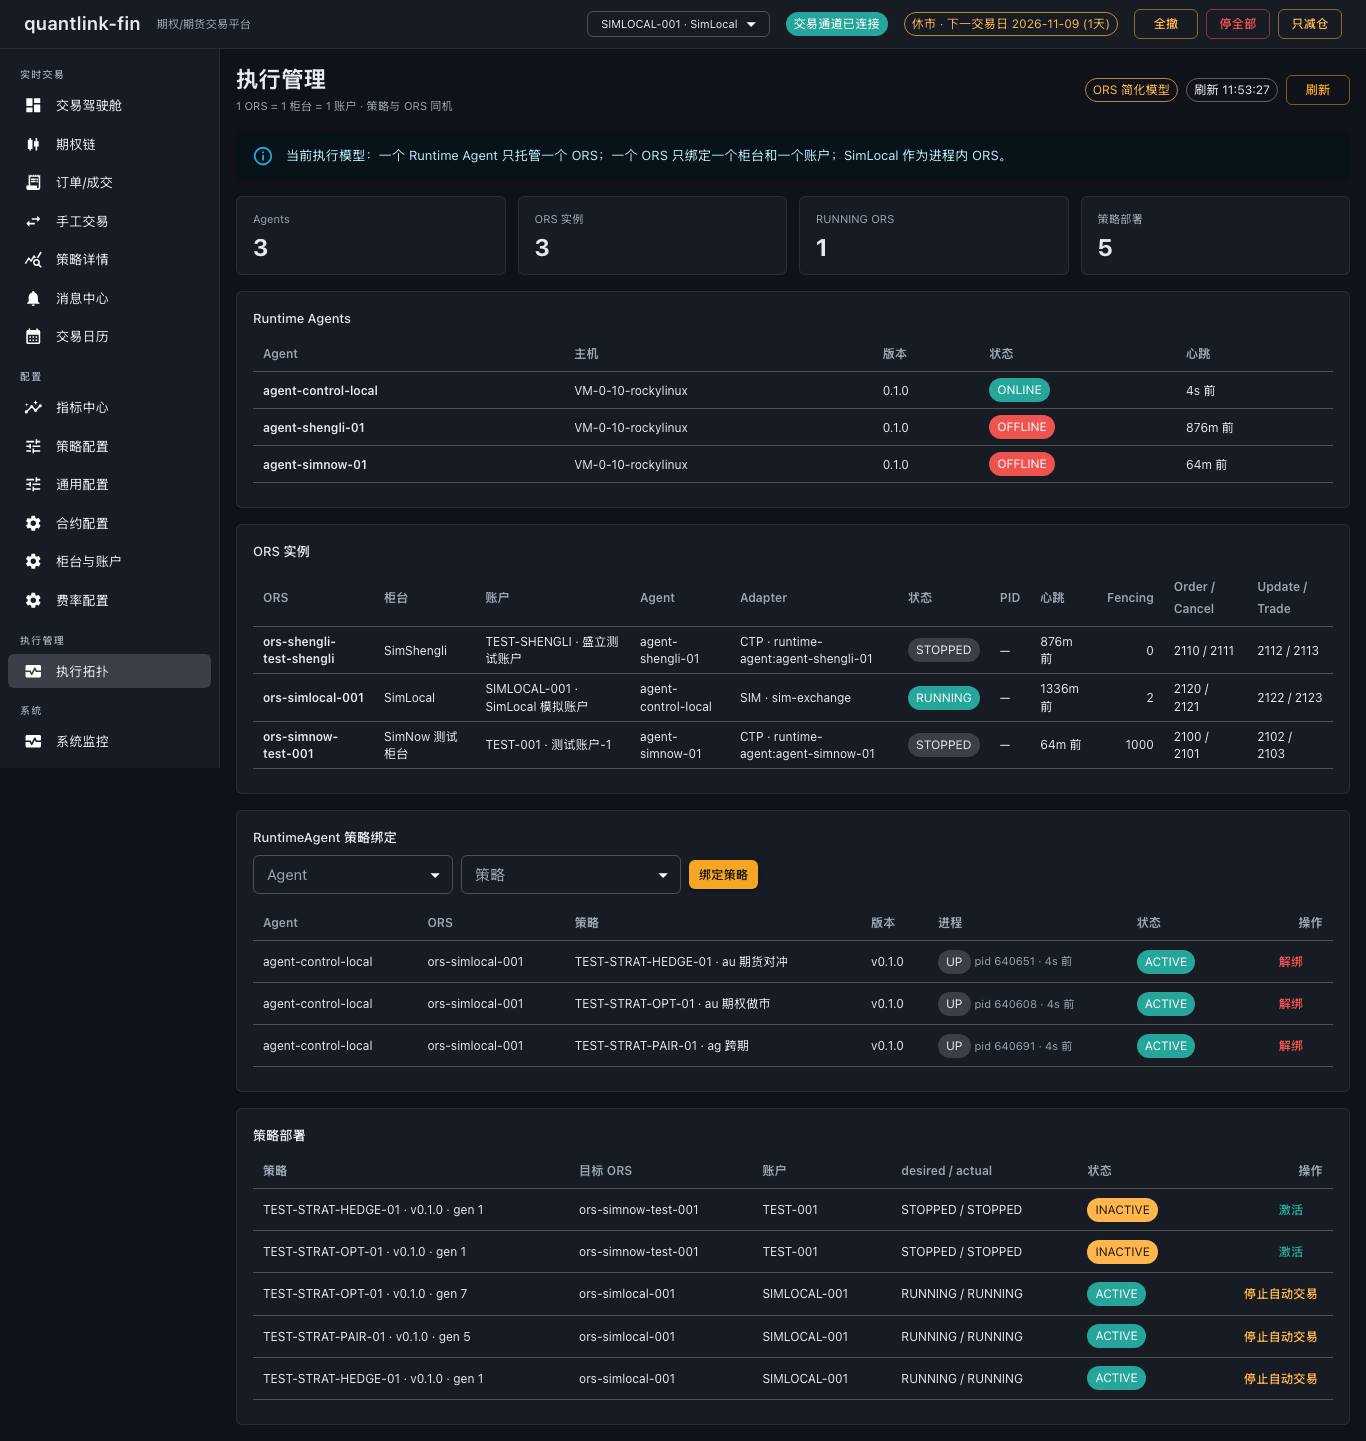 quantlink-fin 期权/期货交易平台 SIMLOCAL-001 · SimLocal 交易通道已连接 休市 · 下一交易日 2026-11-09 (1天) 全撤 停全部 只减仓
实时交易
交易驾驶舱
期权链
订单/成交
手工交易
策略详情
消息中心
交易日历
配置
指标中心
策略配置
通用配置
合约配置
柜台与账户
费率配置
执行管理
执行拓扑
系统
系统监控
执行管理
1 ORS = 1 柜台 = 1 账户 · 策略与 ORS 同机
ORS 简化模型 刷新 11:53:27 刷新
当前执行模型：一个 Runtime Agent 只托管一个 ORS；一个 ORS 只绑定一个柜台和一个账户；SimLocal 作为进程内 ORS。
Agents
3
ORS 实例
3
RUNNING ORS
1
策略部署
5
Runtime Agents
Agent 主机 版本 状态 心跳
agent-control-local VM-0-10-rockylinux 0.1.0 ONLINE 4s 前
agent-shengli-01 VM-0-10-rockylinux 0.1.0 OFFLINE 876m 前
agent-simnow-01 VM-0-10-rockylinux 0.1.0 OFFLINE 64m 前
ORS 实例
ORS 柜台 账户 Agent Adapter 状态 PID 心跳 Fencing Order / Cancel Update / Trade
ors-shengli-test-shengli SimShengli TEST-SHENGLI · 盛立测试账户 agent-shengli-01 CTP · runtime-agent:agent-shengli-01 STOPPED — 876m 前 0 2110 / 2111 2112 / 2113
ors-simlocal-001 SimLocal SIMLOCAL-001 · SimLocal 模拟账户 agent-control-local SIM · sim-exchange RUNNING — 1336m 前 2 2120 / 2121 2122 / 2123
ors-simnow-test-001 SimNow 测试柜台 TEST-001 · 测试账户-1 agent-simnow-01 CTP · runtime-agent:agent-simnow-01 STOPPED — 64m 前 1000 2100 / 2101 2102 / 2103
RuntimeAgent 策略绑定
Agent 策略 绑定策略
Agent ORS 策略 版本 进程 状态 操作
agent-control-local ors-simlocal-001 TEST-STRAT-HEDGE-01 · au 期货对冲 v0.1.0 UP pid 640651 · 4s 前 ACTIVE 解绑
agent-control-local ors-simlocal-001 TEST-STRAT-OPT-01 · au 期权做市 v0.1.0 UP pid 640608 · 4s 前 ACTIVE 解绑
agent-control-local ors-simlocal-001 TEST-STRAT-PAIR-01 · ag 跨期 v0.1.0 UP pid 640691 · 4s 前 ACTIVE 解绑
策略部署
策略 目标 ORS 账户 desired / actual 状态 操作
TEST-STRAT-HEDGE-01 · v0.1.0 · gen 1 ors-simnow-test-001 TEST-001 STOPPED / STOPPED INACTIVE 激活
TEST-STRAT-OPT-01 · v0.1.0 · gen 1 ors-simnow-test-001 TEST-001 STOPPED / STOPPED INACTIVE 激活
TEST-STRAT-OPT-01 · v0.1.0 · gen 7 ors-simlocal-001 SIMLOCAL-001 RUNNING / RUNNING ACTIVE 停止自动交易
TEST-STRAT-PAIR-01 · v0.1.0 · gen 5 ors-simlocal-001 SIMLOCAL-001 RUNNING / RUNNING ACTIVE 停止自动交易
TEST-STRAT-HEDGE-01 · v0.1.0 · gen 1 ors-simlocal-001 SIMLOCAL-001 RUNNING / RUNNING ACTIVE 停止自动交易